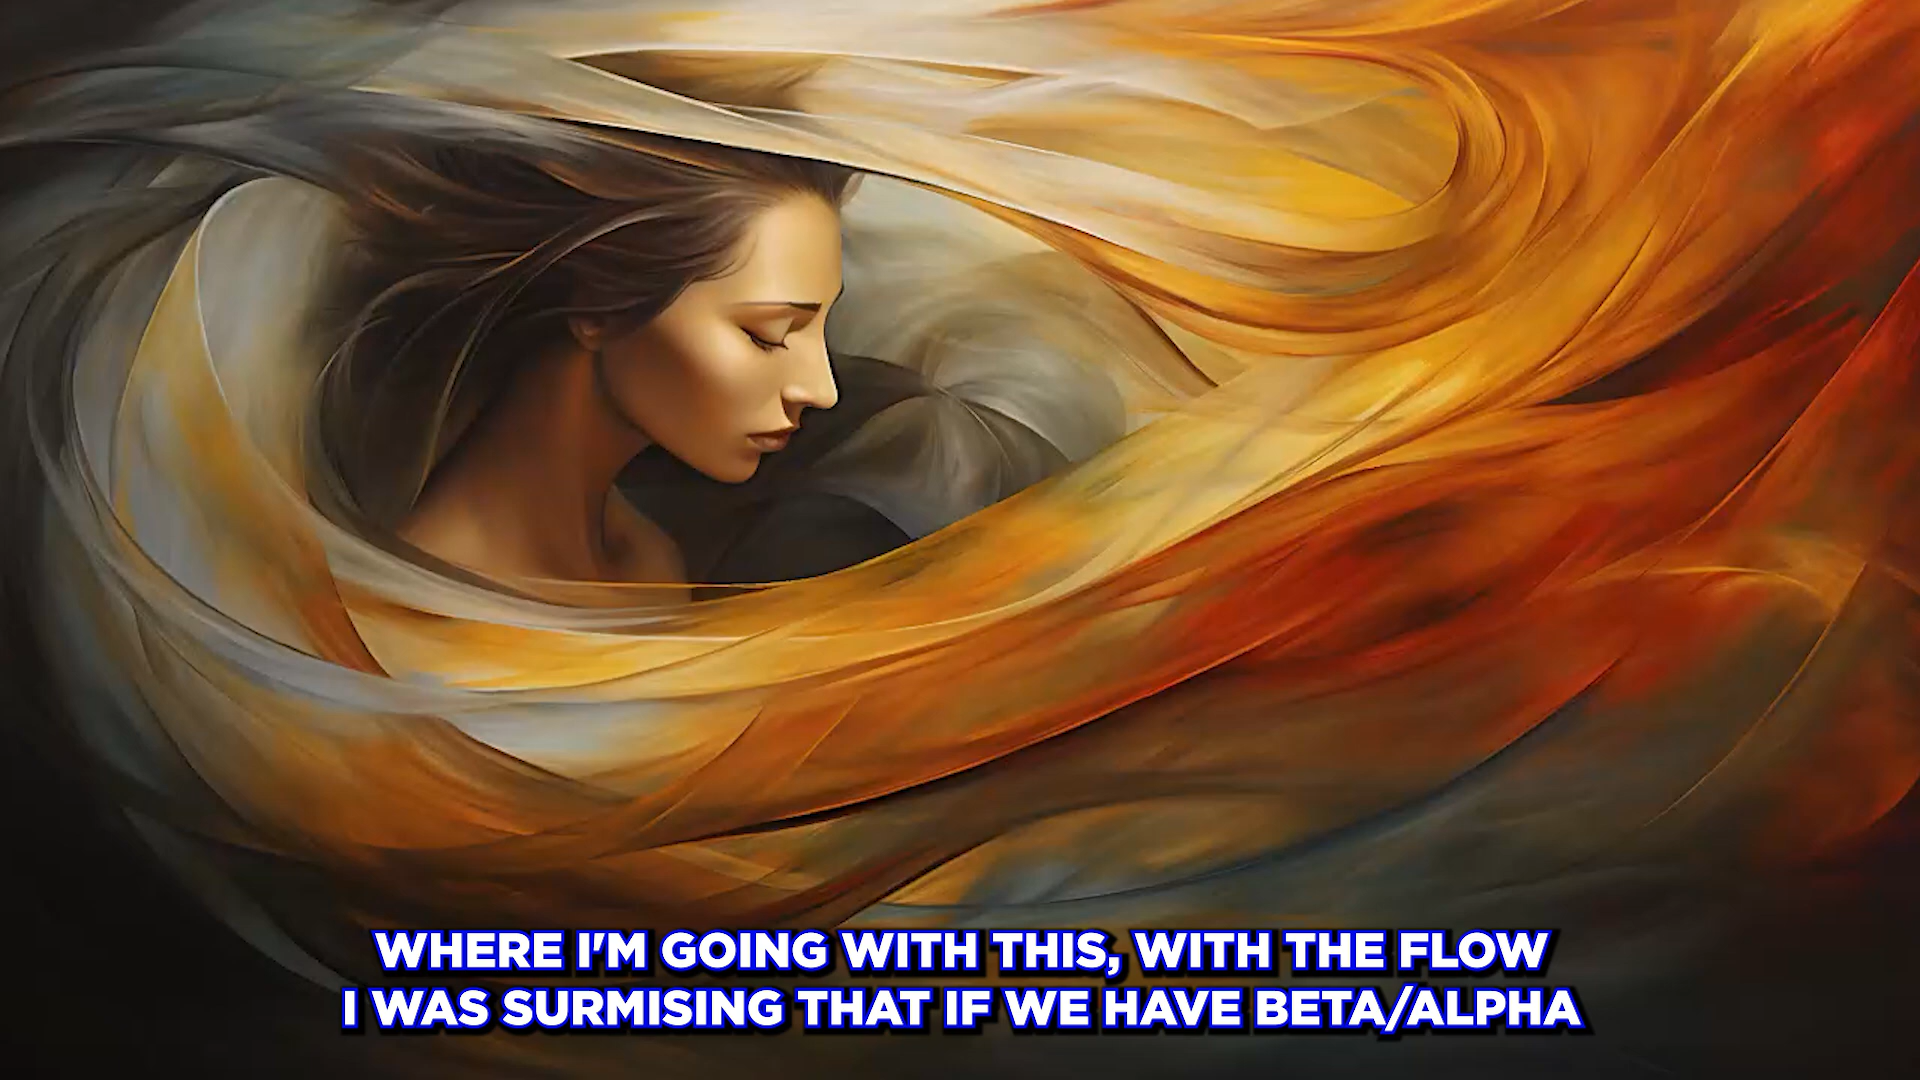 WHERE I'M GOING WITH THIS, WITH THE FLOW
I WAS SURMISING THAT IF WE HAVE BETA/ALPHA